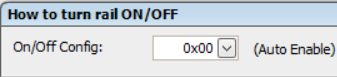 How to turn rail ON/OFF
On/Off Config: 0x00 (Auto Enable)